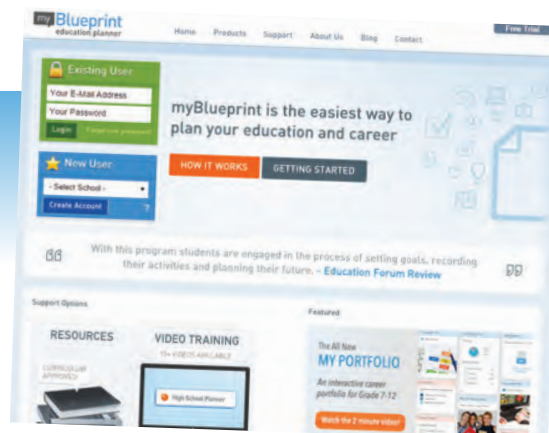 myBlueprint
education planner
Home Products Support About Us Blog Contact
Free Trial
Existing User
Your E-Mail Address
Your Password
Login Forgot your password?
New User
- Select School -
Create Account ?
myBlueprint is the easiest way to
plan your education and career
HOW IT WORKS GETTING STARTED
With this program students are engaged in the process of setting goals, recording
their activities and planning their future. - Education Forum Review
Support Options
RESOURCES
CURRICULUM
APPROVED
VIDEO TRAINING
15+ VIDEOS AVAILABLE
High School Planner
Featured
The All New
MY PORTFOLIO
An interactive career
portfolio for Grade 7-12
Watch the 2 minute video!